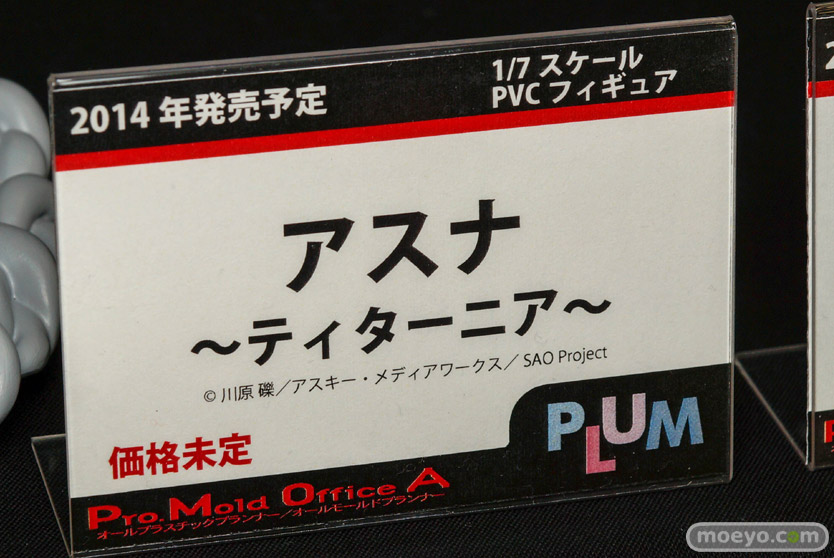 2014年発売予定
1/7 スケール
PVC フィギュア
アスナ
～ティターニア～
© 川原 礫／アスキー・メディアワークス／ SAO Project
価格未定
PLUM
Pro.Mold Office A
オールプラスチックプランナー／オールモールドプランナー
moeyo.com